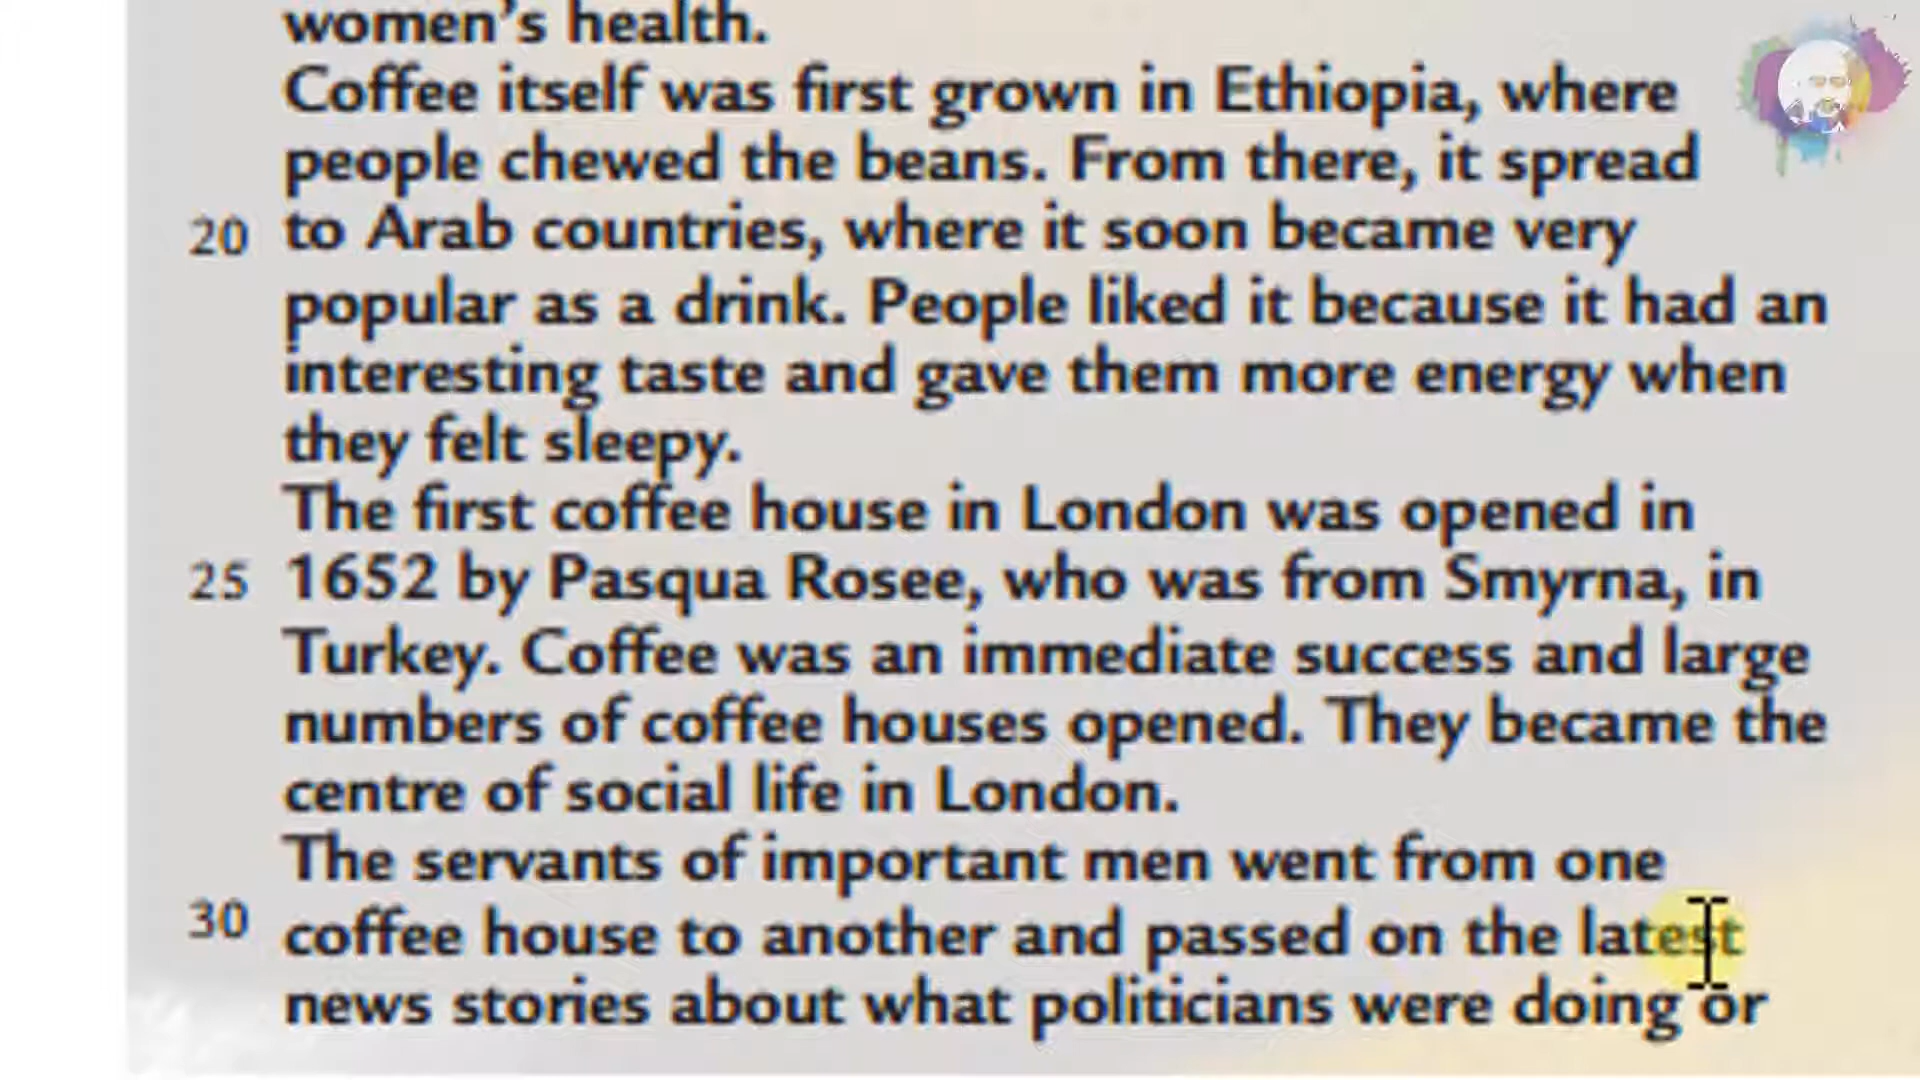 women's health.
Coffee itself was first grown in Ethiopia, where
people chewed the beans. From there, it spread
20 to Arab countries, where it soon became very
popular as a drink. People liked it because it had an
interesting taste and gave them more energy when
they felt sleepy.
The first coffee house in London was opened in
25 1652 by Pasqua Rosee, who was from Smyrna, in
Turkey. Coffee was an immediate success and large
numbers of coffee houses opened. They became the
centre of social life in London.
The servants of important men went from one
30 coffee house to another and passed on the latest
news stories about what politicians were doing or